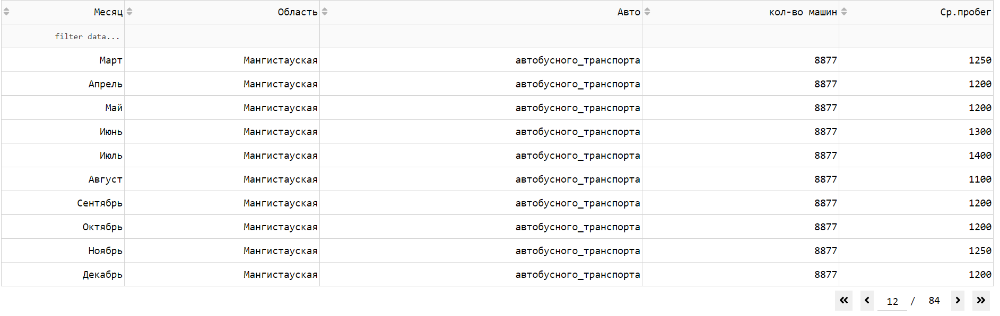 Месяц Область Авто кол-во машин Ср.пробег
filter data...
Март Мангистауская автобусного_транспорта 8877 1250
Апрель Мангистауская автобусного_транспорта 8877 1200
Май Мангистауская автобусного_транспорта 8877 1200
Июнь Мангистауская автобусного_транспорта 8877 1300
Июль Мангистауская автобусного_транспорта 8877 1400
Август Мангистауская автобусного_транспорта 8877 1100
Сентябрь Мангистауская автобусного_транспорта 8877 1200
Октябрь Мангистауская автобусного_транспорта 8877 1200
Ноябрь Мангистауская автобусного_транспорта 8877 1250
Декабрь Мангистауская автобусного_транспорта 8877 1200
12 / 84